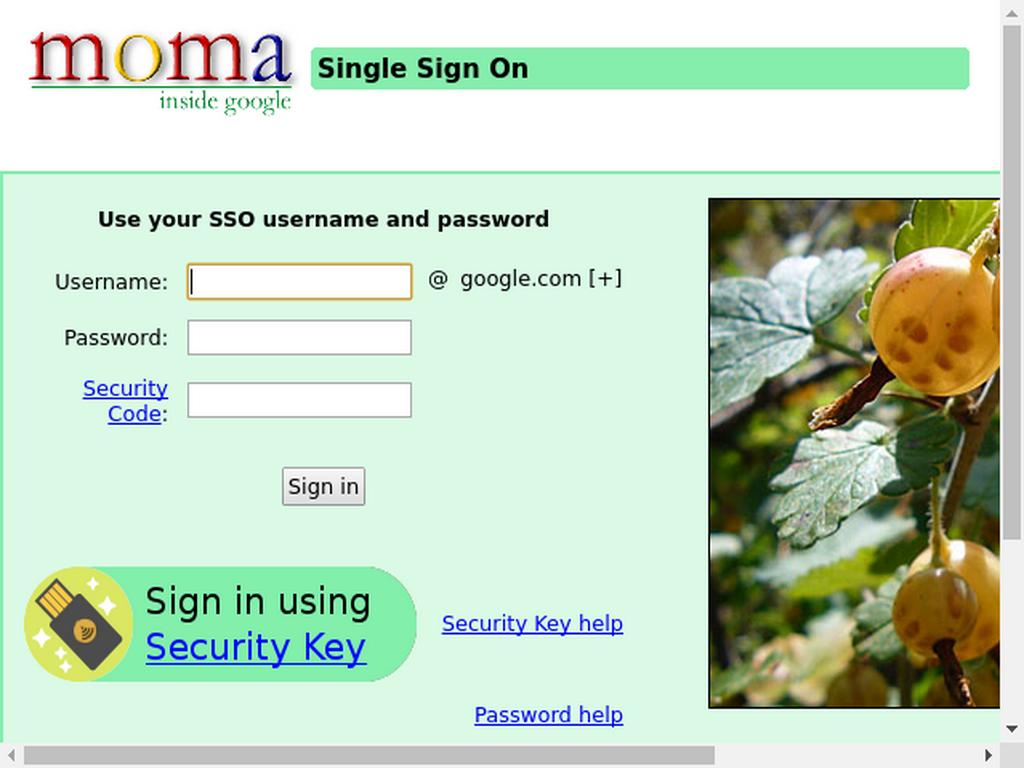 moma
inside google
Single Sign On
Use your SSO username and password
Username:
@ google.com [+]
Password:
Security
Code:
Sign in
Sign in using
Security Key
Security Key help
Password help